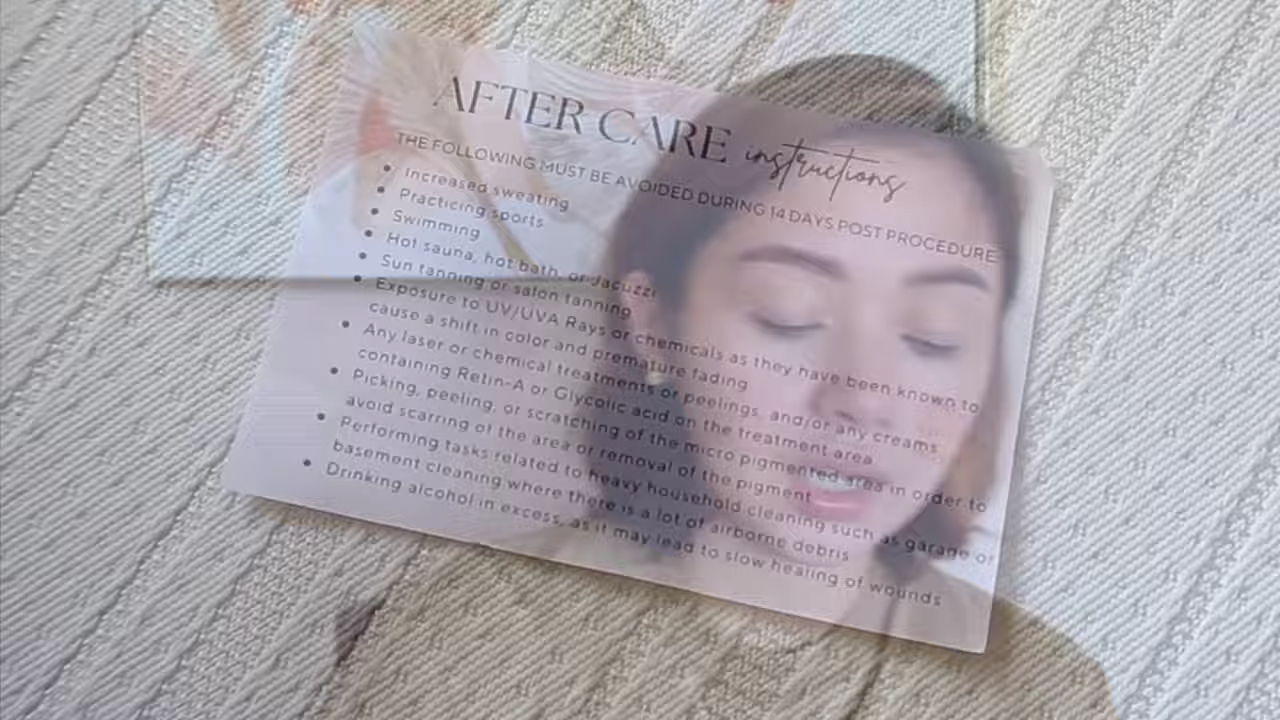 AFTER CARE instructions
THE FOLLOWING MUST BE AVOIDED DURING 14 DAYS POST PROCEDURE:
• Increased sweating
• Practicing sports
• Swimming
• Hot sauna, hot bath, or Jacuzzi
• Sun tanning or salon tanning
• Exposure to UV/UVA Rays or chemicals as they have been known to
cause a shift in color and premature fading
• Any laser or chemical treatments or peelings, and/or any creams
containing Retin-A or Glycolic acid on the treatment area
• Picking, peeling, or scratching of the micro pigmented area in order to
avoid scarring of the area or removal of the pigment
• Performing tasks related to heavy household cleaning such as garage or
basement cleaning where there is a lot of airborne debris
• Drinking alcohol in excess, as it may lead to slow healing of wounds